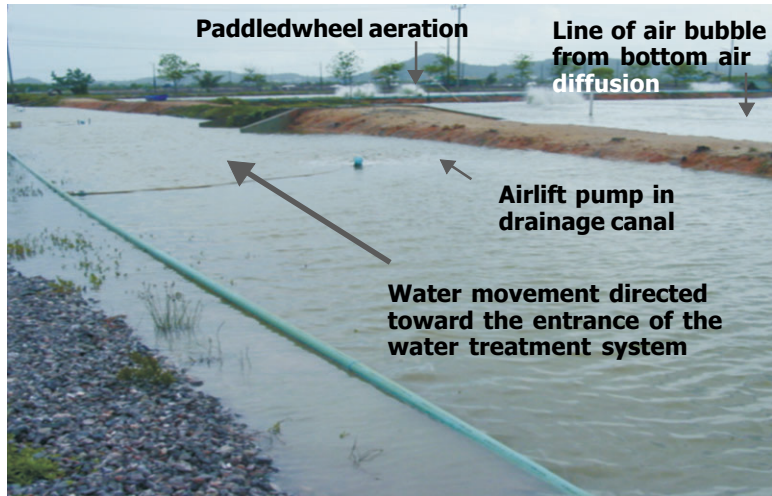 Paddledwheel aeration
Line of air bubble
from bottom air
diffusion
Airlift pump in
drainage canal
Water movement directed
toward the entrance of the
water treatment system